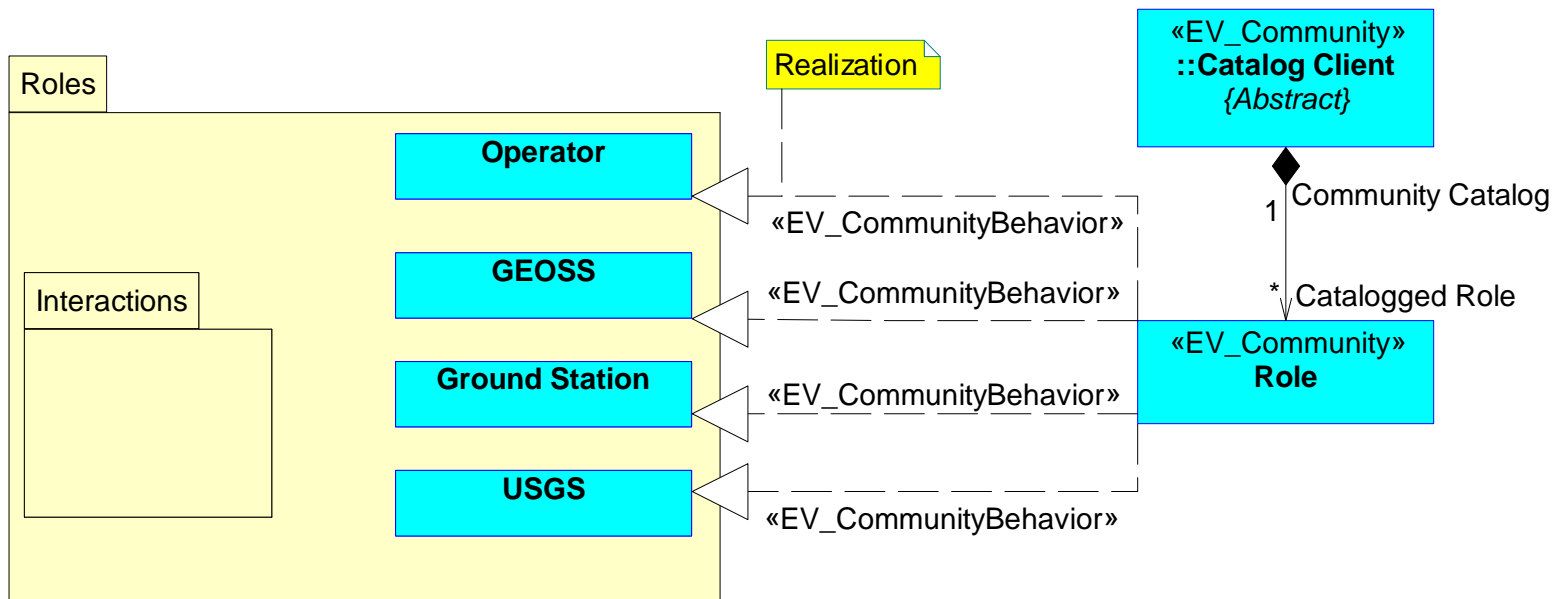 Roles
Interactions
Operator
GEOSS
Ground Station
USGS
Realization
«EV_CommunityBehavior»
«EV_CommunityBehavior»
«EV_CommunityBehavior»
«EV_CommunityBehavior»
«EV_Community»
::Catalog Client
{Abstract}
1
Community Catalog
*
Catalogged Role
«EV_Community»
Role